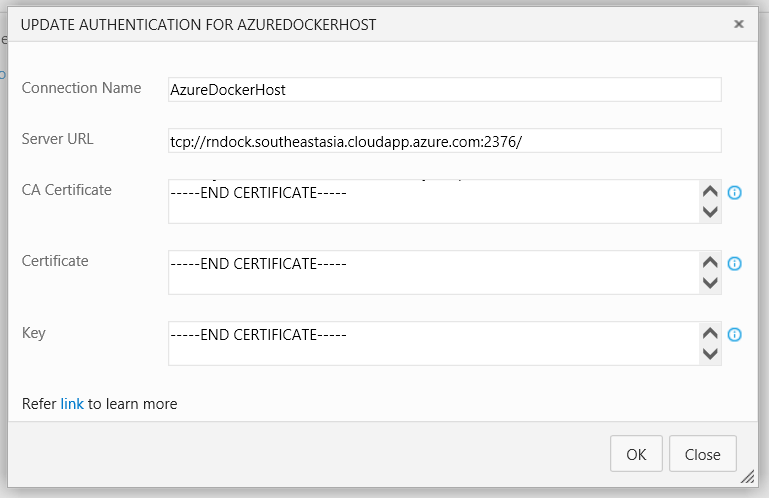 UPDATE AUTHENTICATION FOR AZUREDOCKERHOST
Connection Name
AzureDockerHost
Server URL
tcp://rndock.southeastasia.cloudapp.azure.com:2376/
CA Certificate
-----END CERTIFICATE-----
Certificate
-----END CERTIFICATE-----
Key
-----END CERTIFICATE-----
Refer link to learn more
OK Close